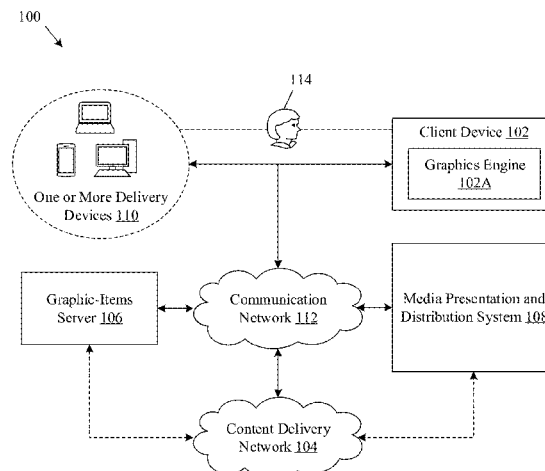 100
114
Client Device 102
Graphics Engine
102A
One or More Delivery
Devices 110
Graphic-Items
Server 106
Communication
Network 112
Media Presentation and
Distribution System 108
Content Delivery
Network 104